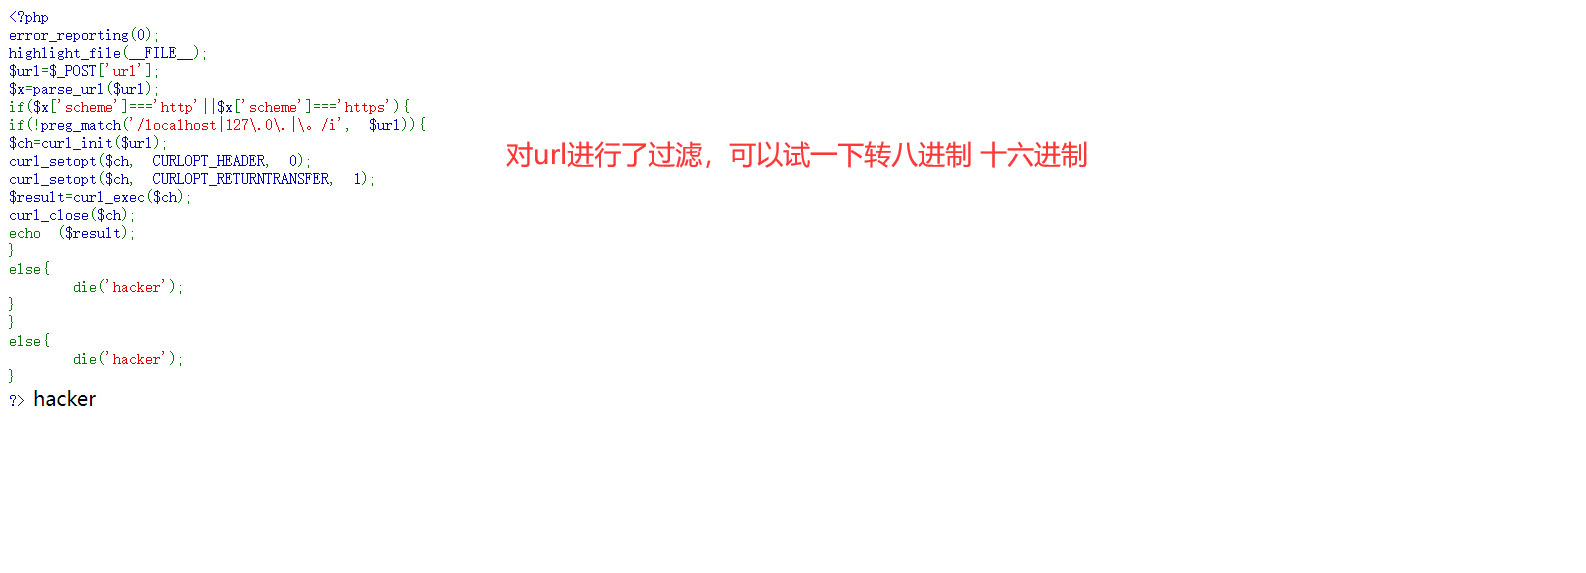 <?php
error_reporting(0);
highlight_file(__FILE__);
$url=$_POST['url'];
$x=parse_url($url);
if($x['scheme']==='http'||$x['scheme']==='https'){
if(!preg_match('/localhost|127\.0\.|\。/i', $url)){
$ch=curl_init($url);
对url进行了过滤，可以试一下转八进制 十六进制
curl_setopt($ch, CURLOPT_HEADER, 0);
curl_setopt($ch, CURLOPT_RETURNTRANSFER, 1);
$result=curl_exec($ch);
curl_close($ch);
echo ($result);
}
else{
die('hacker');
}
}
else{
die('hacker');
}
?> hacker